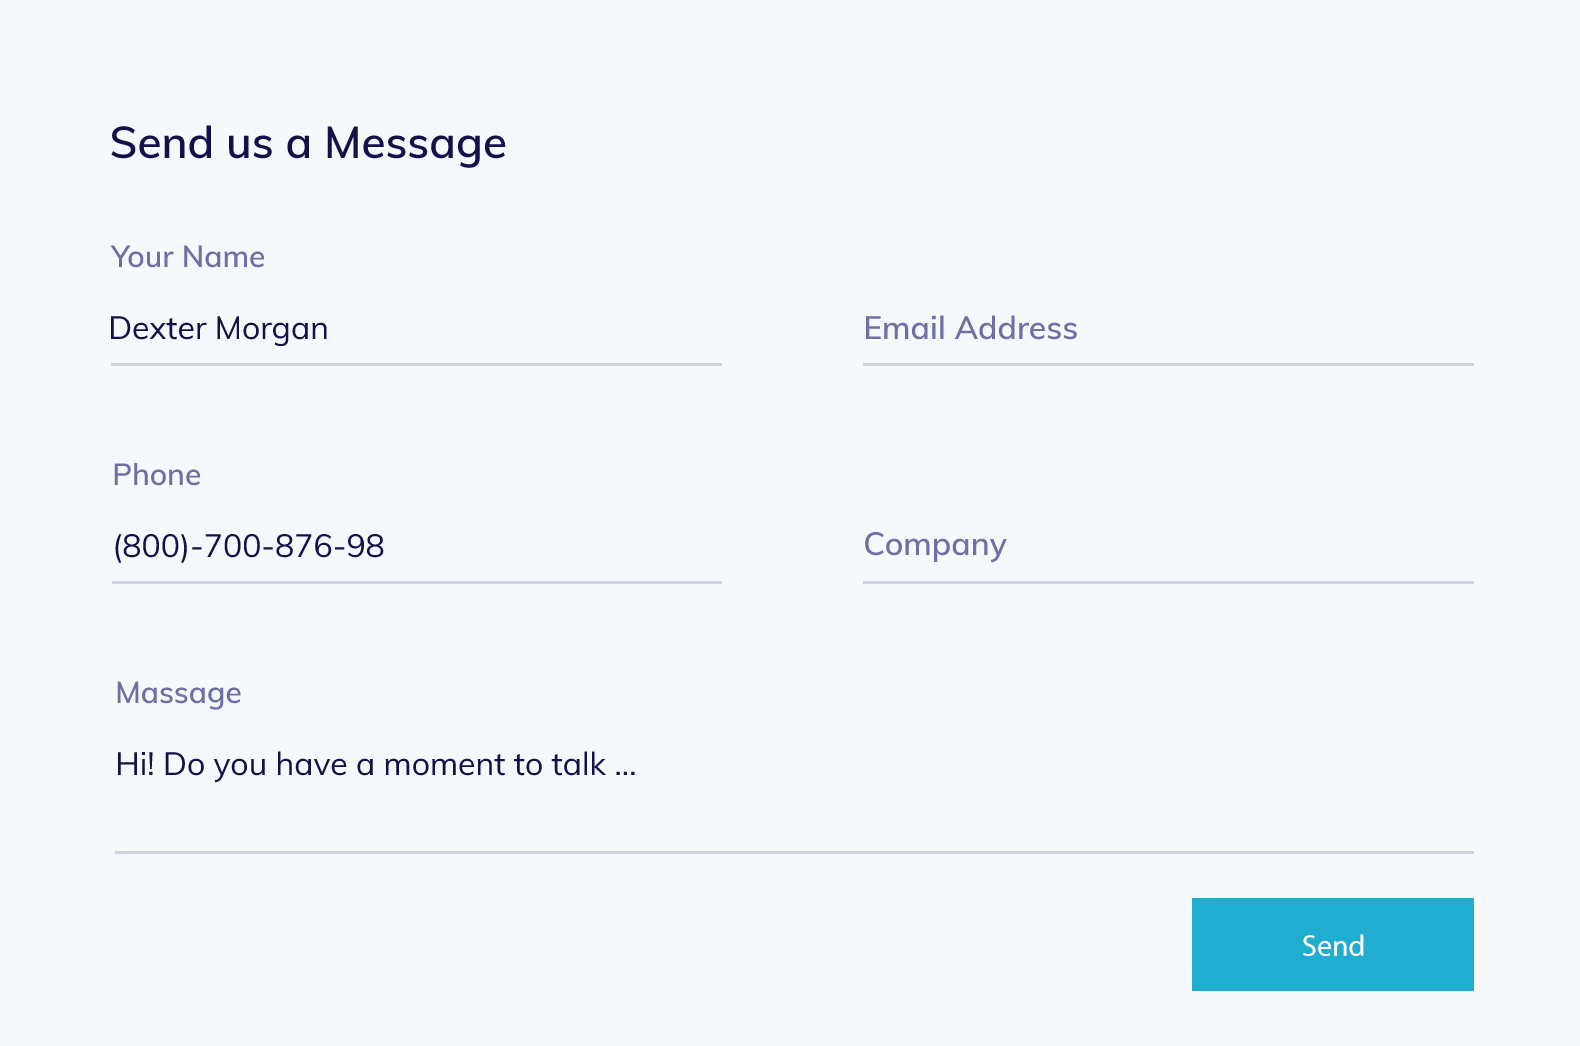 Send us a Message
Your Name
Dexter Morgan
Email Address
Phone
(800)-700-876-98
Company
Massage
Hi! Do you have a moment to talk ...
Send